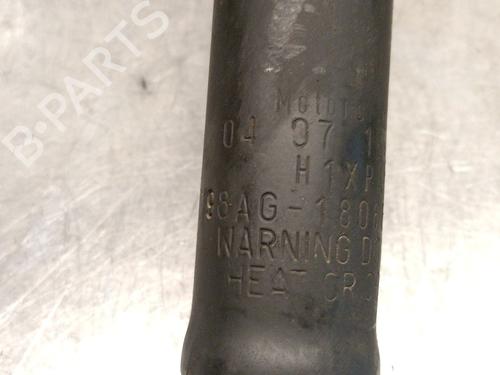 B-PARTS
Motor
04 07 1
H1XP
98AG-180
WARNING D
HEAT OR